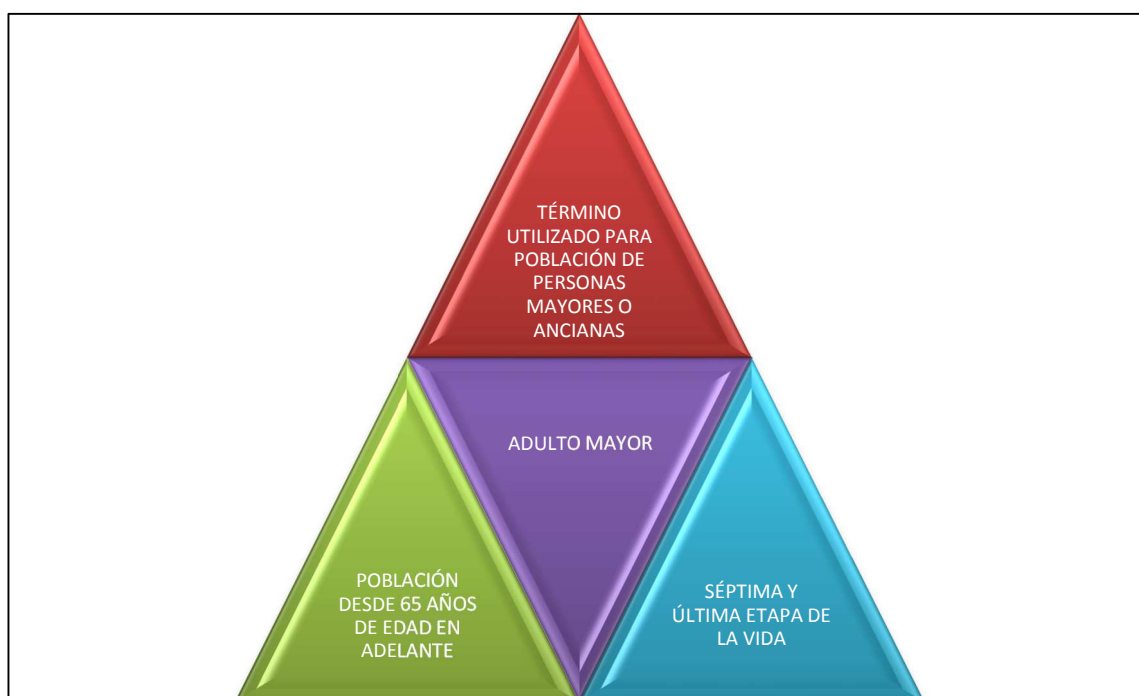 TÉRMINO
UTILIZADO PARA
POBLACIÓN DE
PERSONAS
MAYORES O
ANCIANAS
ADULTO MAYOR
POBLACIÓN
DESDE 65 AÑOS
DE EDAD EN
ADELANTE
SÉPTIMA Y
ÚLTIMA ETAPA DE
LA VIDA